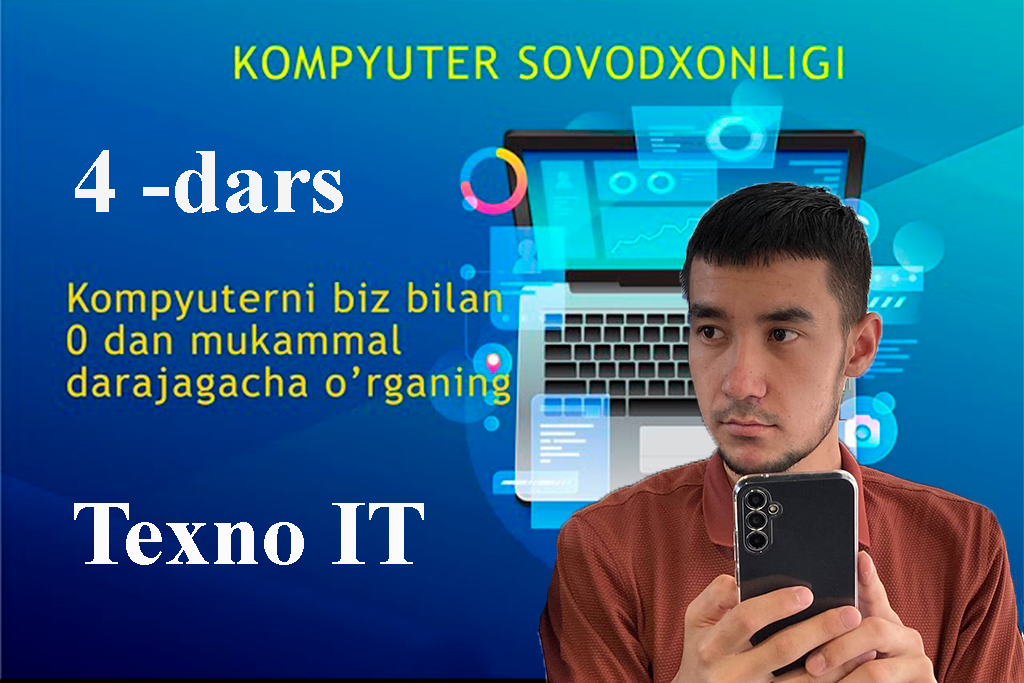 KOMPYUTER SOVODXONLIGI
4 -dars
Kompyuterni biz bilan
0 dan mukammal
darajagacha o’rganing
Texno IT